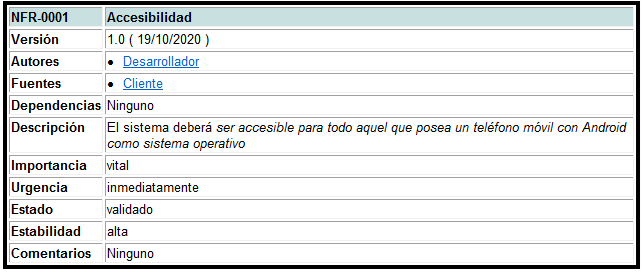 NFR-0001 Accesibilidad
Versión 1.0 ( 19/10/2020 )
Autores • Desarrollador
Fuentes • Cliente
Dependencias Ninguno
Descripción El sistema deberá ser accesible para todo aquel que posea un teléfono móvil con Android
como sistema operativo
Importancia vital
Urgencia inmediatamente
Estado validado
Estabilidad alta
Comentarios Ninguno